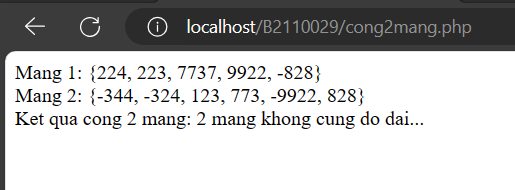 localhost/B2110029/cong2mang.php
Mang 1: {224, 223, 7737, 9922, -828}
Mang 2: {-344, -324, 123, 773, -9922, 828}
Ket qua cong 2 mang: 2 mang khong cung do dai...